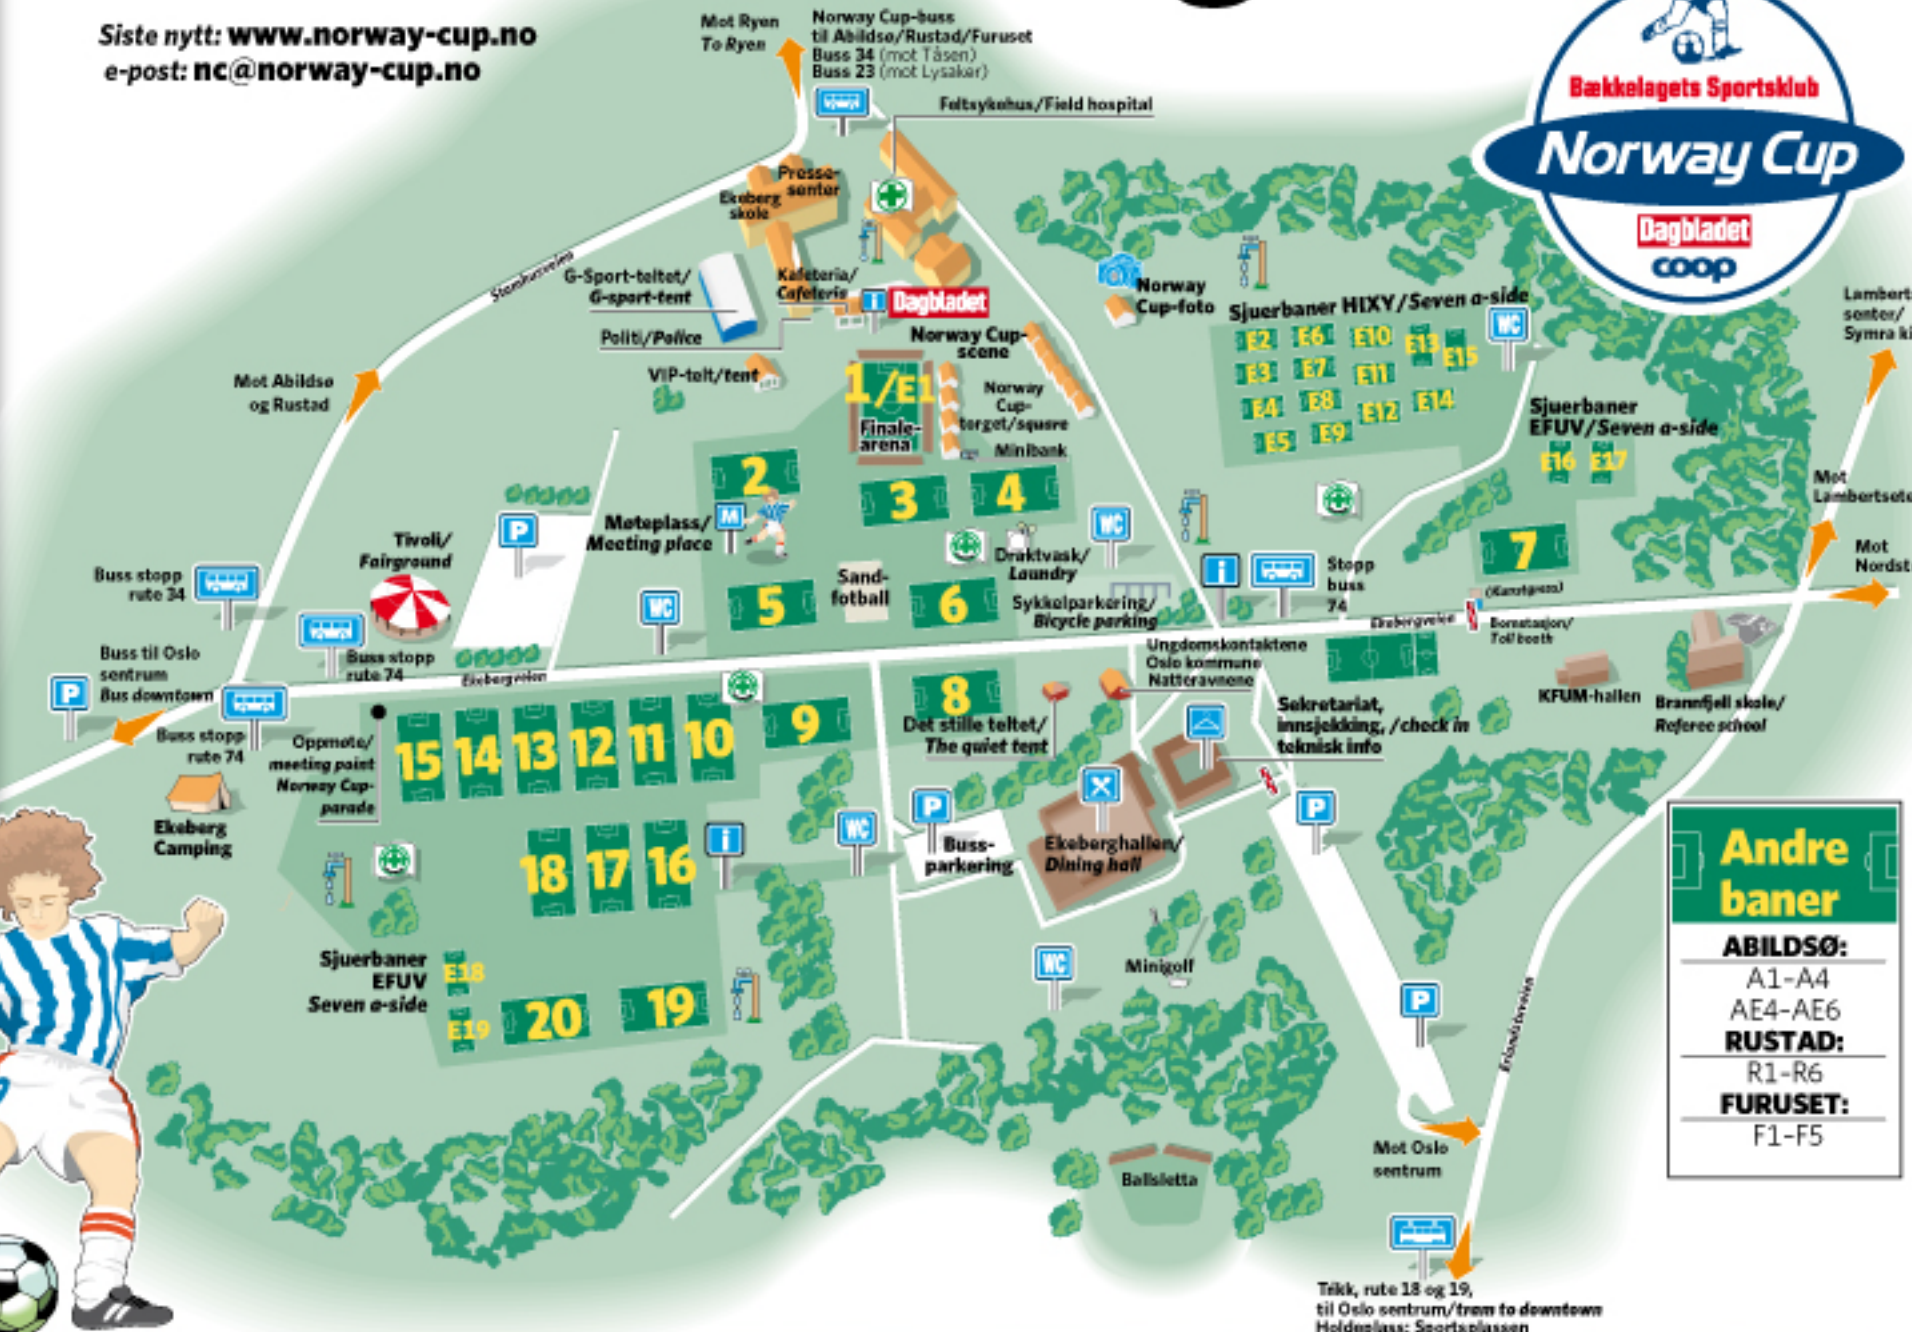 Siste nytt: www.norway-cup.no
e-post: nc@norway-cup.no
Mot Ryen
To Ryen
Norway Cup-buss
til Abildsø/Rustad/Furuset
Buss 34 (mot Tåsen)
Buss 23 (mot Lysaker)
Feltsykehus/Field hospital
Bækkelagets Sportsklub
Norway Cup
Dagbladet
coop
Presse-
senter
Ekeberg
skole
Stamhusveien
G-Sport-teltet/
G-sport-tent
Kafeteria/
Cafeteria
i
Dagbladet
Politi/Police
Norway Cup-
scene
VIP-telt/tent
1/E1
Finale-
arena
Norway
Cup-
torget/square
Minibank
Norway
Cup-foto
Sjuerbaner HIXY/Seven a-side
E2
E6
E10
E13
E15
E3
E7
E11
E4
E8
E12
E14
E5
E9
WC
Sjuerbaner
EFUV/Seven a-side
E16
E17
Mot
Mot Abildsø
og Rustad
2
3
4
Møteplass/
Meeting place
M
P
WC
Tivoli/
Fairground
Draktvask/
Laundry
Sand-
fotball
5
6
7
(Kunstgress)
Buss stopp
rute 34
WC
Sykkelparkering/
Bicycle parking
i
Stopp
buss
74
Mot
Ekebergveien
Bomstasjon/
Toll booth
Buss stopp
rute 74
Ekebergveien
Buss til Oslo
sentrum
Bus downtown
P
Buss stopp
rute 74
Ungdomskontaktene
Oslo kommune
Natteravnene
KFUM-hallen
Brannfjell skole/
Referee school
Oppmøte/
meeting point
Norway Cup-
parade
15
14
13
12
11
10
9
8
Det stille teltet/
The quiet tent
Sekretariat,
innsjekking, /check in
teknisk info
Ekeberg
Camping
18
17
16
i
WC
P
Buss-
parkering
Ekeberghallen/
Dining hall
P
Sjuerbaner
EFUV
Seven a-side
E18
E19
20
19
WC
Minigolf
P
Mot Oslo
sentrum
Ballsletta
Trikk, rute 18 og 19,
til Oslo sentrum/tram to downtown
Holdeplass: Sportsplassen
Andre
baner
ABILDSØ:
A1-A4
AE4-AE6
RUSTAD:
R1-R6
FURUSET:
F1-F5